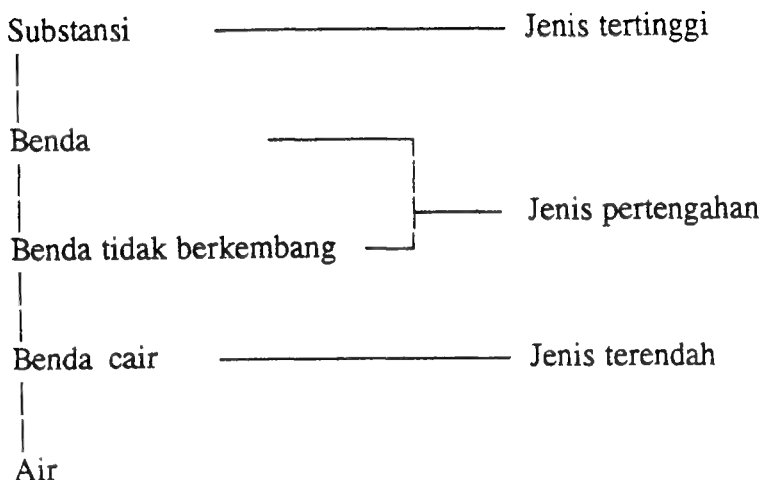 Substansi Jenis tertinggi
Benda
Jenis pertengahan
Benda tidak berkembang
Benda cair Jenis terendah
Air